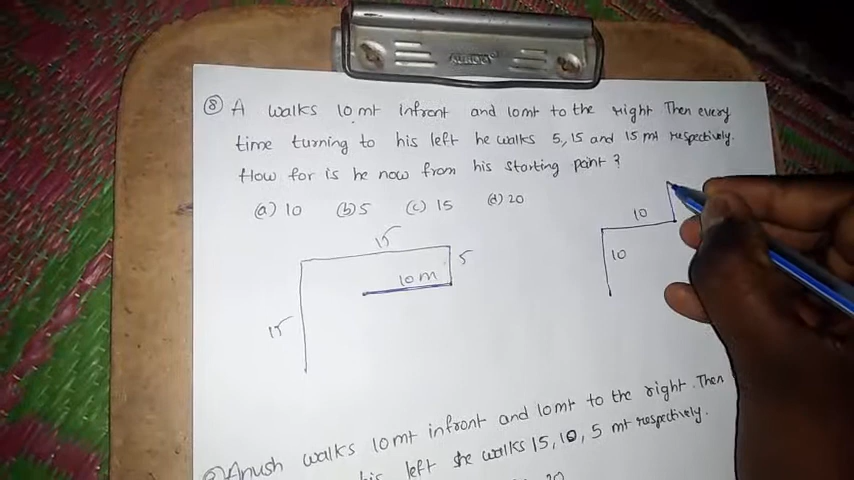 ⑧ A walks 10 mt infront and 10mt to the right Then every
time turning to his left he walks 5, 15 and 15 mt respectively.
How for is he now from his starting point ?
(a) 10 (b) 5 (c) 15 (d) 20
15
5
10 m
15
10
10
Anush walks 10mt infront and 10mt to the right. Then
his left she walks 15, 10, 5 mt respectively.
20